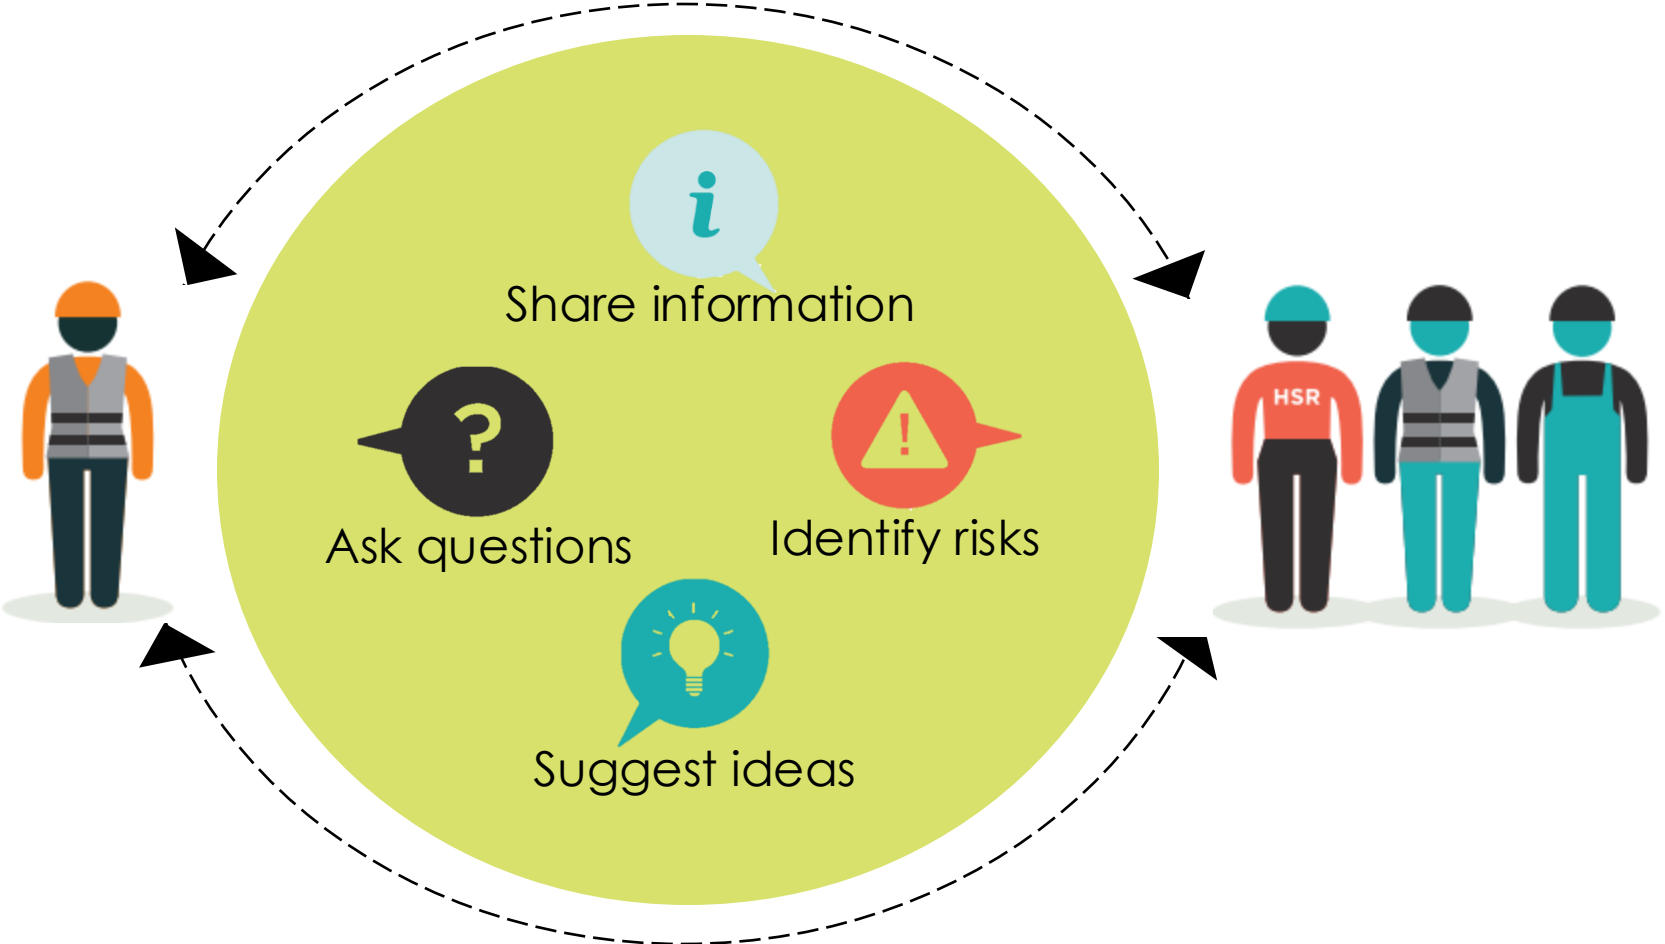 i
Share information
HSR
?
!
Ask questions
Identify risks
Suggest ideas